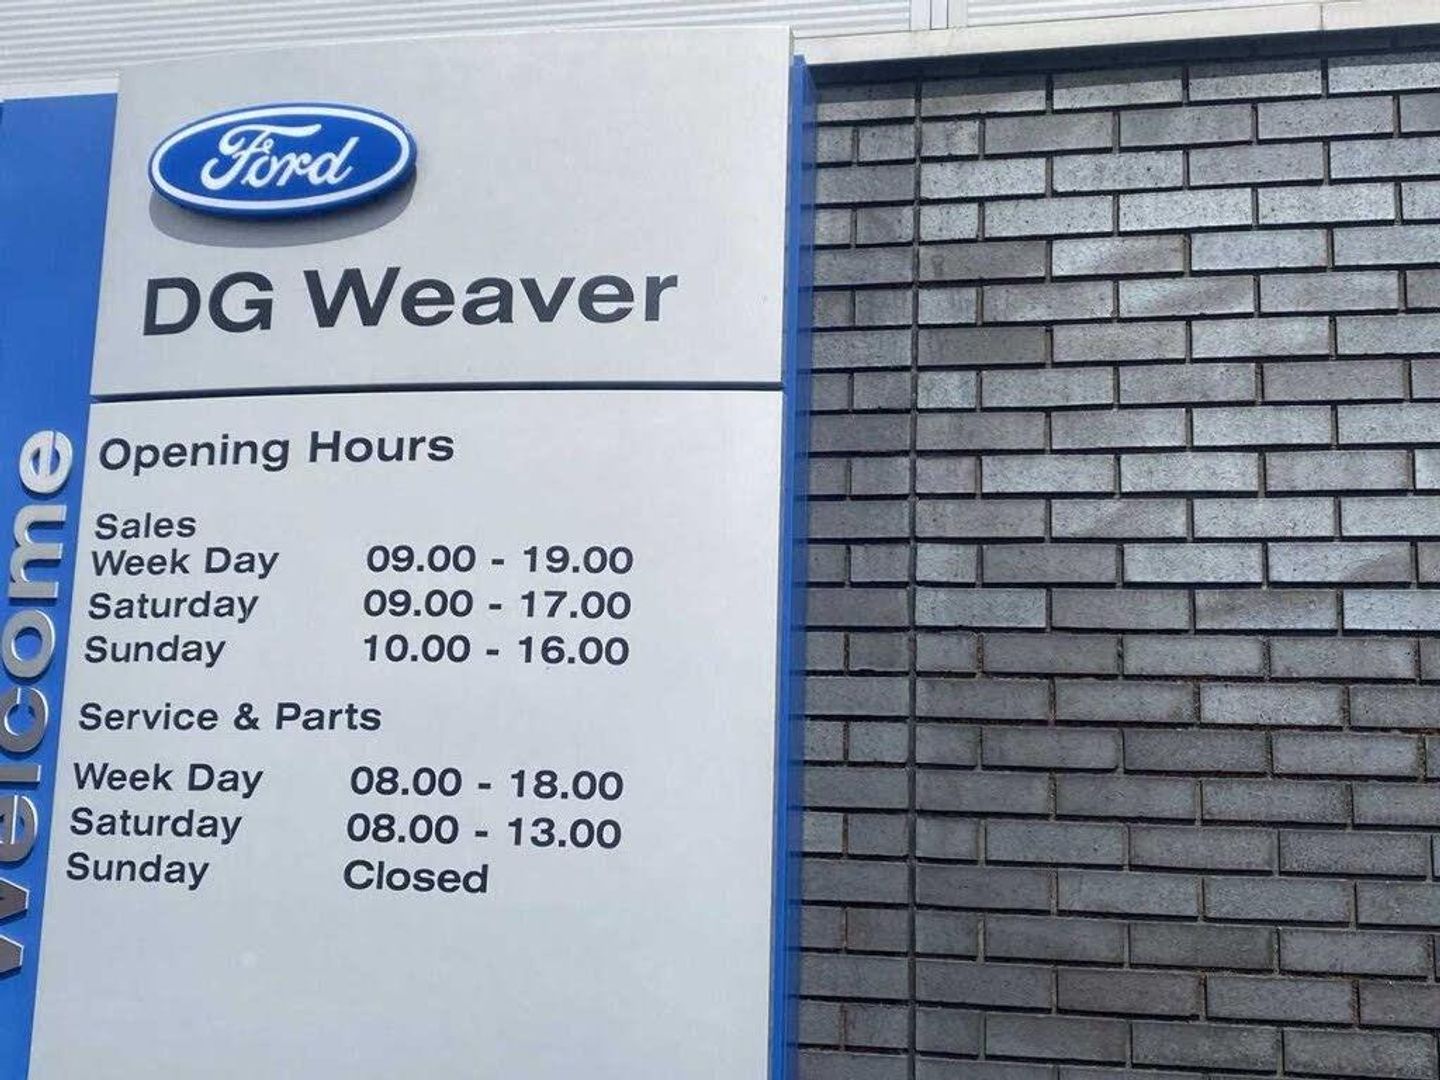 Ford
DG Weaver
Welcome
Opening Hours
Sales
Week Day 09.00 - 19.00
Saturday 09.00 - 17.00
Sunday 10.00 - 16.00
Service & Parts
Week Day 08.00 - 18.00
Saturday 08.00 - 13.00
Sunday Closed